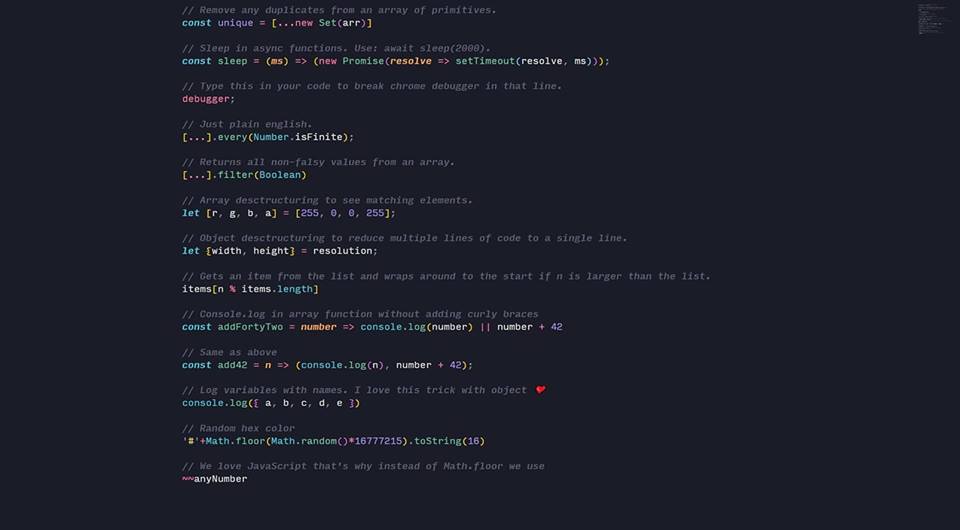 // Remove any duplicates from an array of primitives.
const unique = [...new Set(arr)]
// Sleep in async functions. Use: await sleep(2000).
const sleep = (ms) => (new Promise(resolve => setTimeout(resolve, ms)));
// Type this in your code to break chrome debugger in that line.
debugger;
// Just plain english.
[...].every(Number.isFinite);
// Returns all non-falsy values from an array.
[...].filter(Boolean)
// Array desctructuring to see matching elements.
let [r, g, b, a] = [255, 0, 0, 255];
// Object desctructuring to reduce multiple lines of code to a single line.
let {width, height} = resolution;
// Gets an item from the list and wraps around to the start if n is larger than the list.
items[n % items.length]
// Console.log in array function without adding curly braces
const addFortyTwo = number => console.log(number) || number + 42
// Same as above
const add42 = n => (console.log(n), number + 42);
// Log variables with names. I love this trick with object ❤
console.log({ a, b, c, d, e })
// Random hex color
'#'+Math.floor(Math.random()*16777215).toString(16)
// We love JavaScript that's why instead of Math.floor we use
~~anyNumber